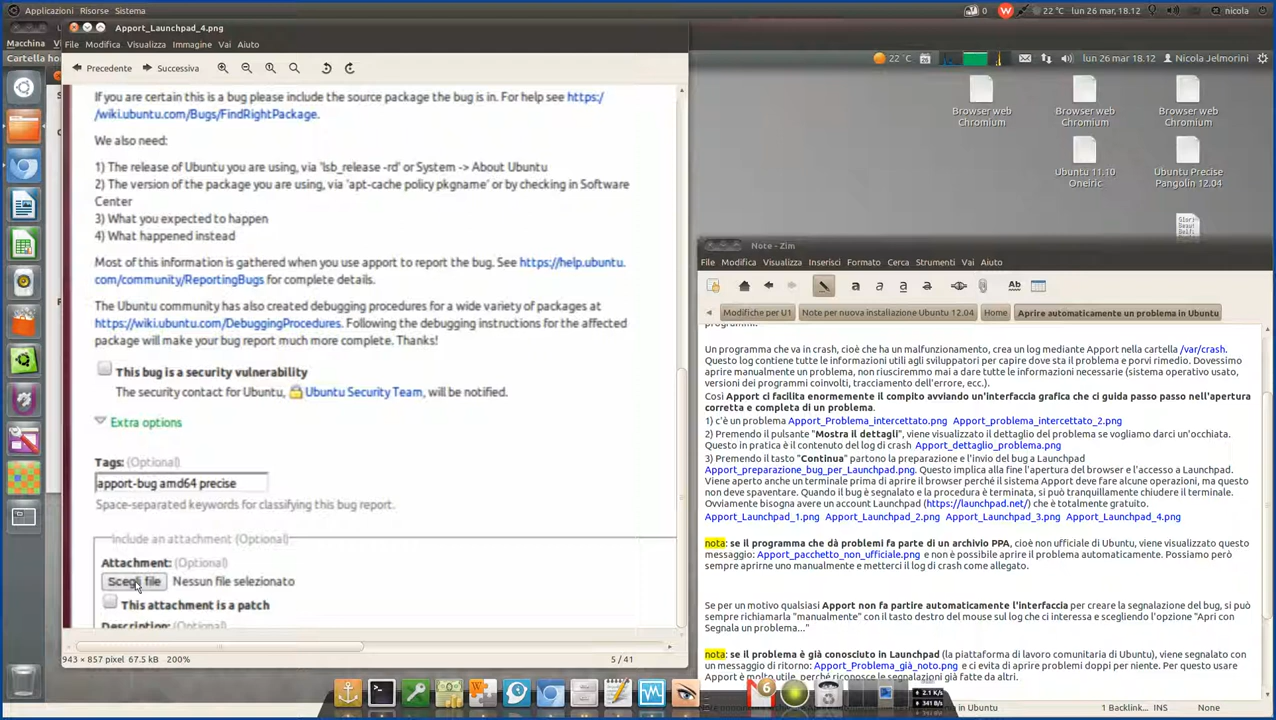 Applicazioni Risorse Sistema
0 22 °C lun 26 mar, 18.12 nicola
Macchina
Cartella ho
Apport_Launchpad_4.png
File Modifica Visualizza Immagine Vai Aiuto
Precedente Successiva
If you are certain this is a bug please include the source package the bug is in. For help see https:/
/wiki.ubuntu.com/Bugs/FindRightPackage.
We also need:
1) The release of Ubuntu you are using, via 'lsb_release -rd' or System -> About Ubuntu
2) The version of the package you are using, via 'apt-cache policy pkgname' or by checking in Software
Center
3) What you expected to happen
4) What happened instead
Most of this information is gathered when you use apport to report the bug. See https://help.ubuntu.
com/community/ReportingBugs for complete details.
The Ubuntu community has also created debugging procedures for a wide variety of packages at
https://wiki.ubuntu.com/DebuggingProcedures. Following the debugging instructions for the affected
package will make your bug report much more complete. Thanks!
This bug is a security vulnerability
The security contact for Ubuntu, Ubuntu Security Team, will be notified.
Extra options
Tags: (Optional)
apport-bug amd64 precise
Space-separated keywords for classifying this bug report.
Include an attachment (Optional)
Attachment: (Optional)
Scegli file Nessun file selezionato
This attachment is a patch
Description: (Optional)
943 × 857 pixel 67.5 kB 200% 5 / 41
22 °C lun 26 mar 18.12 Nicola Jelmorini
Browser web
Chromium
Browser web
Chromium
Browser web
Chromium
Ubuntu 11.10
Oneiric
Ubuntu Precise
Pangolin 12.04
Note - Zim
File Modifica Visualizza Inserisci Formato Cerca Strumenti Vai Aiuto
Modifiche per U1 Note per nuova installazione Ubuntu 12.04 Home Aprire automaticamente un problema in Ubuntu
programmi.
Un programma che va in crash, cioè che ha un malfunzionamento, crea un log mediante Apport nella cartella /var/crash.
Questo log contiene tutte le informazioni utili agli sviluppatori per capire dove sta il problema e porvi rimedio. Dovessimo
aprire manualmente un problema, non riusciremmo mai a dare tutte le informazioni necessarie (sistema operativo usato,
versioni dei programmi coinvolti, tracciamento dell'errore, ecc.).
Così Apport ci facilita enormemente il compito avviando un'interfaccia grafica che ci guida passo passo nell'apertura
corretta e completa di un problema.
1) c'è un problema Apport_Problema_intercettato.png Apport_problema_intercettato_2.png
2) Premendo il pulsante "Mostra il dettagli", viene visualizzato il dettaglio del problema se vogliamo darci un'occhiata.
Questo in pratica è il contenuto del log di crash Apport_dettaglio_problema.png
3) Premendo il tasto "Continua" partono la preparazione e l'invio del bug a Launchpad
Apport_preparazione_bug_per_Launchpad.png. Questo implica alla fine l'apertura del browser e l'accesso a Launchpad.
Viene aperto anche un terminale prima di aprire il browser perché il sistema Apport deve fare alcune operazioni, ma questo
non deve spaventare. Quando il bug è segnalato e la procedura è terminata, si può tranquillamente chiudere il terminale.
Ovviamente bisogna avere un account Launchpad (https://launchpad.net/) che è totalmente gratuito.
Apport_Launchpad_1.png Apport_Launchpad_2.png Apport_Launchpad_3.png Apport_Launchpad_4.png
nota: se il programma che dà problemi fa parte di un archivio PPA, cioè non ufficiale di Ubuntu, viene visualizzato questo
messaggio: Apport_pacchetto_non_ufficiale.png e non è possibile aprire il problema automaticamente. Possiamo però
sempre aprirne uno manualmente e metterci il log di crash come allegato.
Se per un motivo qualsiasi Apport non fa partire automaticamente l'interfaccia per creare la segnalazione del bug, si può
sempre richiamarla "manualmente" con il tasto destro del mouse sul log che ci interessa e scegliendo l'opzione "Apri con
Segnala un problema..."
nota: se il problema è già conosciuto in Launchpad (la piattaforma di lavoro comunitaria di Ubuntu), viene segnalato con
un messaggio di ritorno: Apport_Problema_già_noto.png e ci evita di aprire problemi doppi per niente. Per questo usare
Apport è molto utile, perché riconosce le segnalazioni già fatte da altri.
1 Backlink... INS None